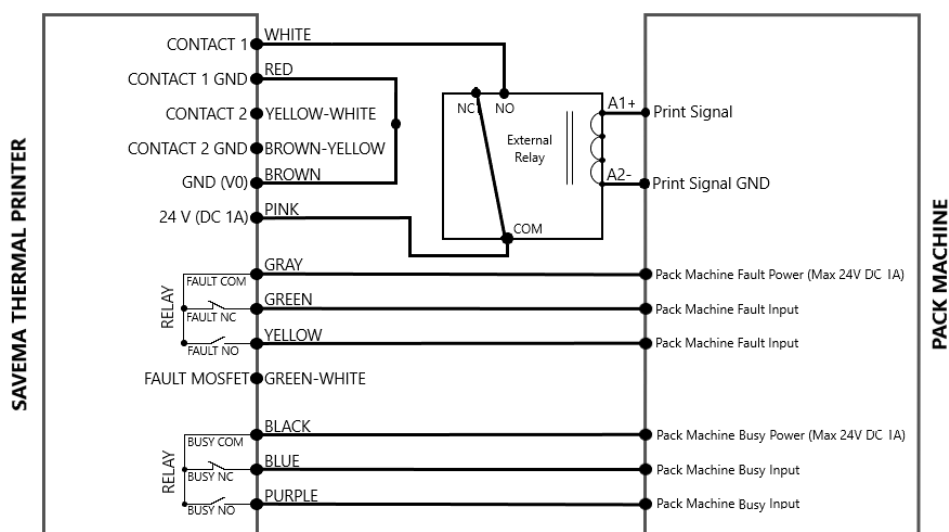 SAVEMA THERMAL PRINTER
CONTACT 1
WHITE
CONTACT 1 GND
RED
CONTACT 2
YELLOW-WHITE
CONTACT 2 GND
BROWN-YELLOW
GND (V0)
BROWN
24 V (DC 1A)
PINK
NC
NO
External
Relay
COM
A1+
Print Signal
A2-
Print Signal GND
RELAY
FAULT COM
GRAY
Pack Machine Fault Power (Max 24V DC 1A)
FAULT NC
GREEN
Pack Machine Fault Input
FAULT NO
YELLOW
Pack Machine Fault Input
FAULT MOSFET
GREEN-WHITE
RELAY
BUSY COM
BLACK
Pack Machine Busy Power (Max 24V DC 1A)
BUSY NC
BLUE
Pack Machine Busy Input
BUSY NO
PURPLE
Pack Machine Busy Input
PACK MACHINE